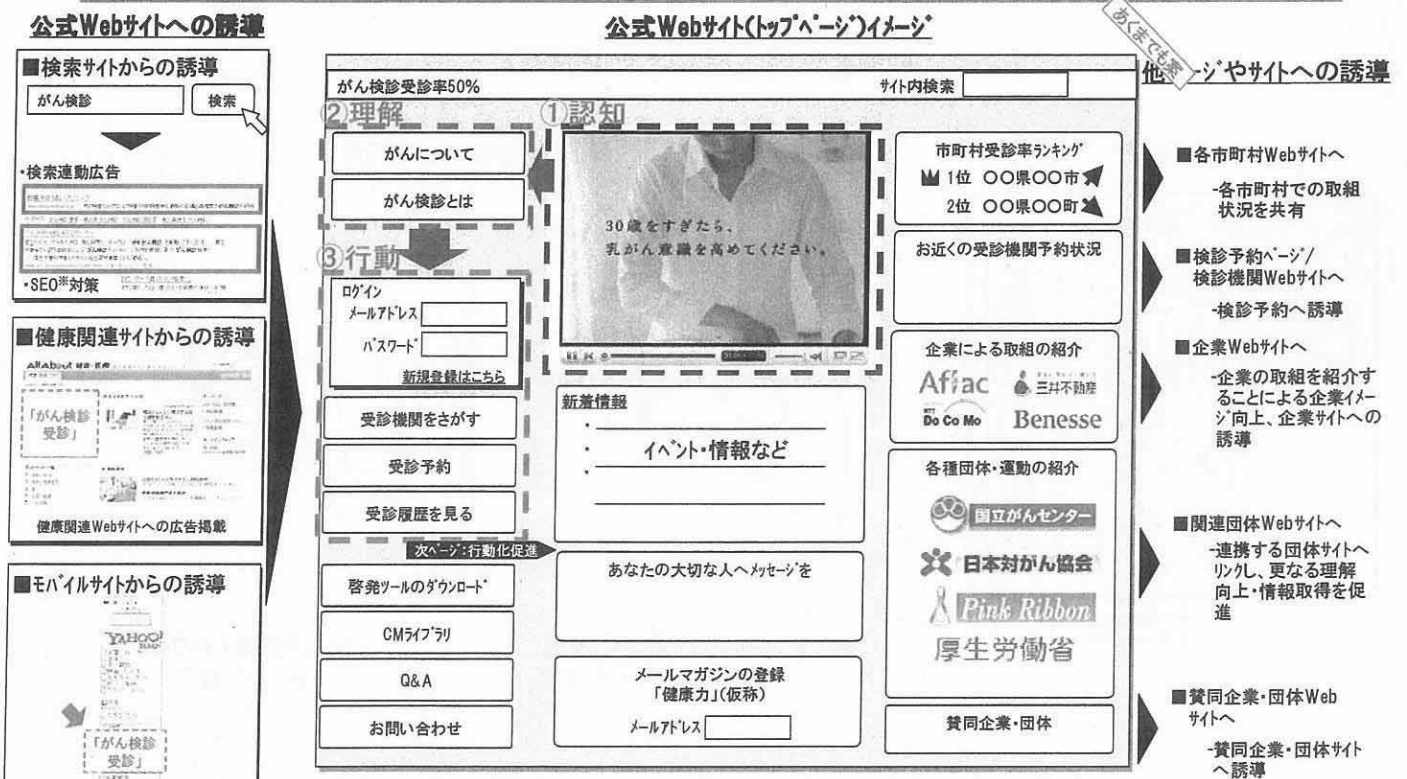 公式Webサイトへの誘導
■検索サイトからの誘導
がん検診
検索
・検索連動広告
・SEO※対策
■健康関連サイトからの誘導
All About 健康・医療
「がん検診
受診」
健康関連Webサイトへの広告掲載
■モバイルサイトからの誘導
YAHOO!
「がん検診
受診」
公式Webサイト(トップページ)イメージ
あくまでも案
がん検診受診率50%
サイト内検索
②理解
がんについて
がん検診とは
③行動
ログイン
メールアドレス
パスワード
新規登録はこちら
受診機関をさがす
受診予約
受診履歴を見る
次ページ:行動化促進
啓発ツールのダウンロード
CMライブラリ
Q&A
お問い合わせ
①認知
30歳をすぎたら、
乳がん意識を高めてください。
新着情報
・
・ イベント・情報など
・
あなたの大切な人へメッセージを
メールマガジンの登録
「健康力」(仮称)
メールアドレス
市町村受診率ランキング
1位 ○○県○○市
2位 ○○県○○町
お近くの受診機関予約状況
企業による取組の紹介
Aflac
三井不動産
NTT
DoCoMo
Benesse
各種団体・運動の紹介
国立がんセンター
日本対がん協会
Pink Ribbon
厚生労働省
賛同企業・団体
他ページやサイトへの誘導
■各市町村Webサイトへ
-各市町村での取組
状況を共有
■検診予約ページ/
検診機関Webサイトへ
-検診予約へ誘導
■企業Webサイトへ
-企業の取組を紹介す
ることによる企業イメー
ジ向上、企業サイトへの
誘導
■関連団体Webサイトへ
-連携する団体サイトへ
リンクし、更なる理解
向上・情報取得を促
進
■賛同企業・団体Web
サイトへ
-賛同企業・団体サイト
へ誘導